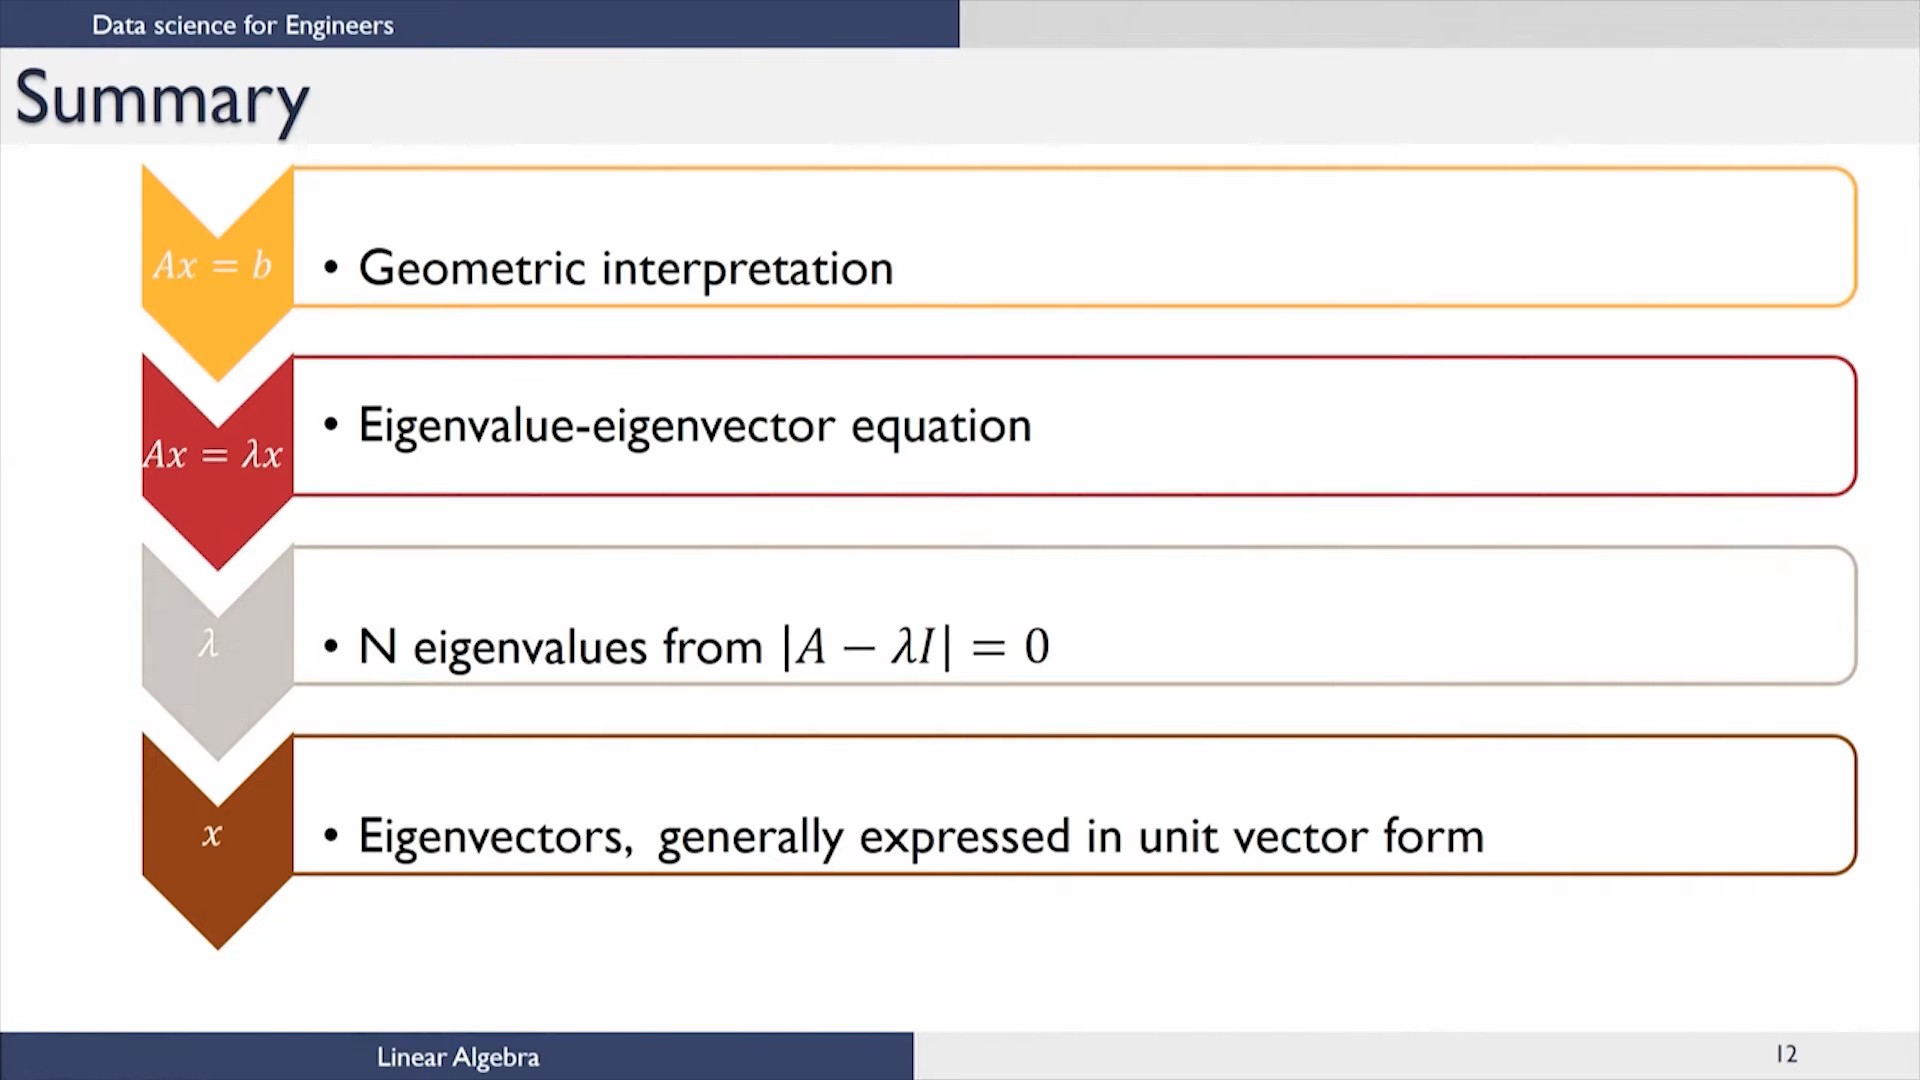 Data science for Engineers
Summary
Ax = b
• Geometric interpretation
Ax = λx
• Eigenvalue-eigenvector equation
λ
• N eigenvalues from |A − λI| = 0
x
• Eigenvectors, generally expressed in unit vector form
Linear Algebra
12